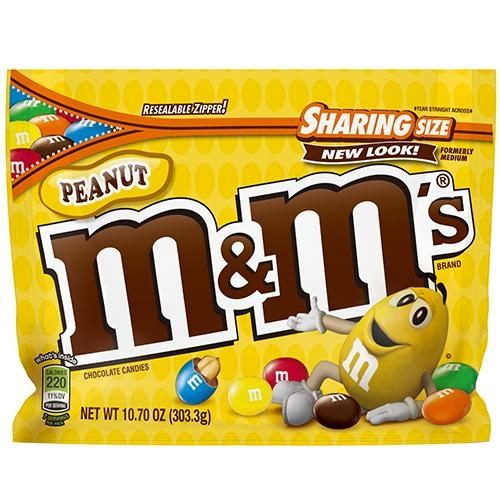 RESEALABLE ZIPPER!
TEAR STRAIGHT ACROSS
SHARING SIZE
NEW LOOK!
FORMERLY
MEDIUM
PEANUT
m&m's®
BRAND
what's inside
CALORIES
220
11%DV
PER SERVING
CHOCOLATE CANDIES
NET WT 10.70 OZ (303.3g)
m
m
m
m
m